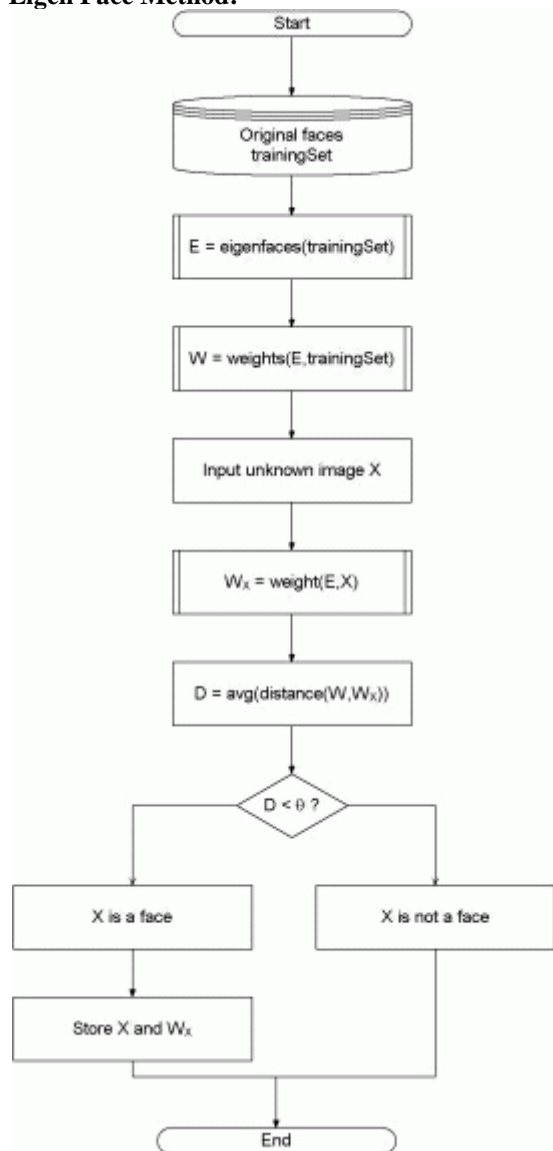 Eigen Face Method:
Start
Original faces
trainingSet
E = eigenfaces(trainingSet)
W = weights(E,trainingSet)
Input unknown image X
Wx = weight(E,X)
D = avg(distance(W,Wx))
D < θ ?
X is a face
X is not a face
Store X and Wx
End